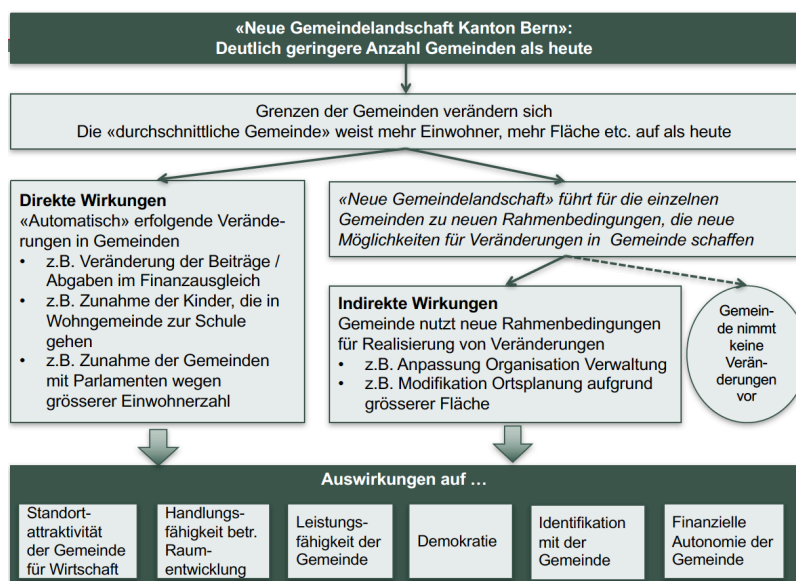 «Neue Gemeindelandschaft Kanton Bern»:
Deutlich geringere Anzahl Gemeinden als heute
Grenzen der Gemeinden verändern sich
Die «durchschnittliche Gemeinde» weist mehr Einwohner, mehr Fläche etc. auf als heute
Direkte Wirkungen
«Automatisch» erfolgende Verände-
rungen in Gemeinden
• z.B. Veränderung der Beiträge /
Abgaben im Finanzausgleich
• z.B. Zunahme der Kinder, die in
Wohngemeinde zur Schule
gehen
• z.B. Zunahme der Gemeinden
mit Parlamenten wegen
grösserer Einwohnerzahl
«Neue Gemeindelandschaft» führt für die einzelnen
Gemeinden zu neuen Rahmenbedingungen, die neue
Möglichkeiten für Veränderungen in Gemeinde schaffen
Indirekte Wirkungen
Gemeinde nutzt neue Rahmenbedingungen
für Realisierung von Veränderungen
• z.B. Anpassung Organisation Verwaltung
• z.B. Modifikation Ortsplanung aufgrund
grösserer Fläche
Gemein-
de nimmt
keine
Verän-
derungen
vor
Auswirkungen auf ...
Standort-
attraktivität
der Gemeinde
für Wirtschaft
Handlungs-
fähigkeit betr.
Raum-
entwicklung
Leistungs-
fähigkeit der
Gemeinde
Demokratie
Identifikation
mit der
Gemeinde
Finanzielle
Autonomie der
Gemeinde